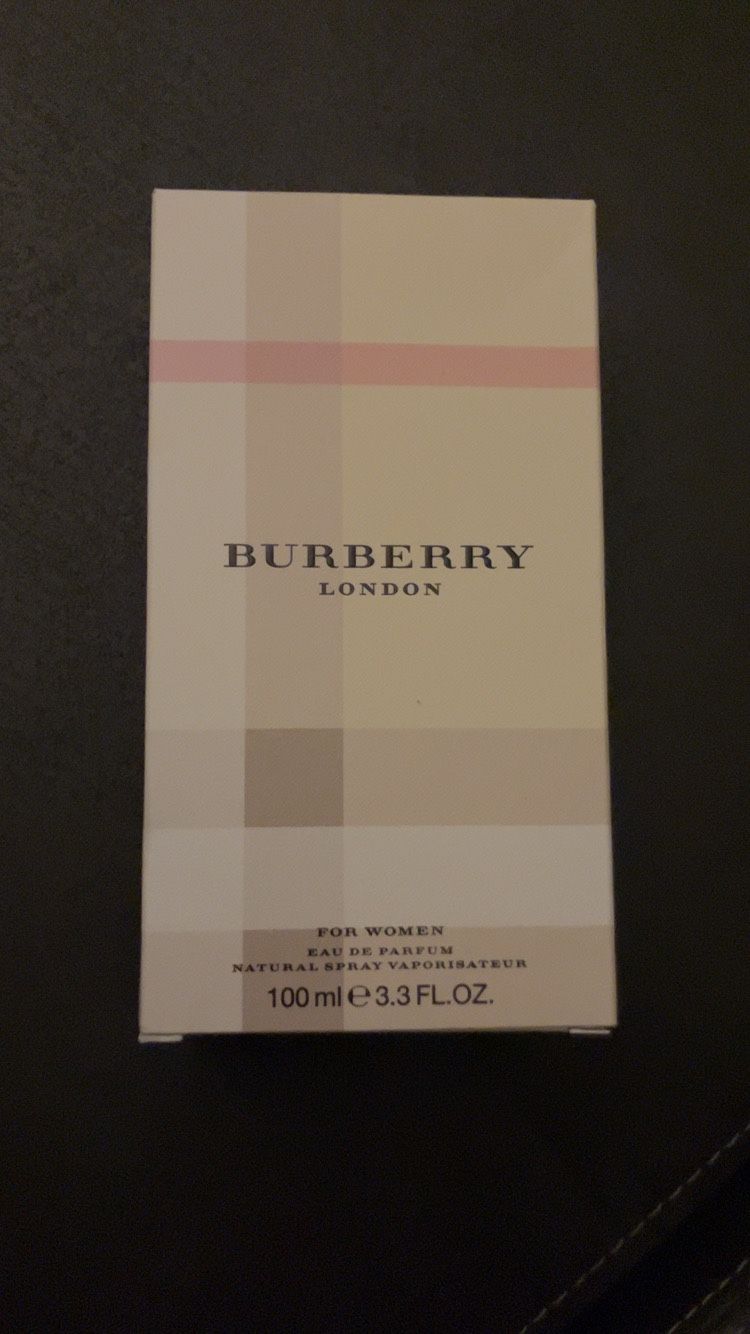 BURBERRY
LONDON
FOR WOMEN
EAU DE PARFUM
NATURAL SPRAY VAPORISATEUR
100 ml ℮ 3.3 FL.OZ.